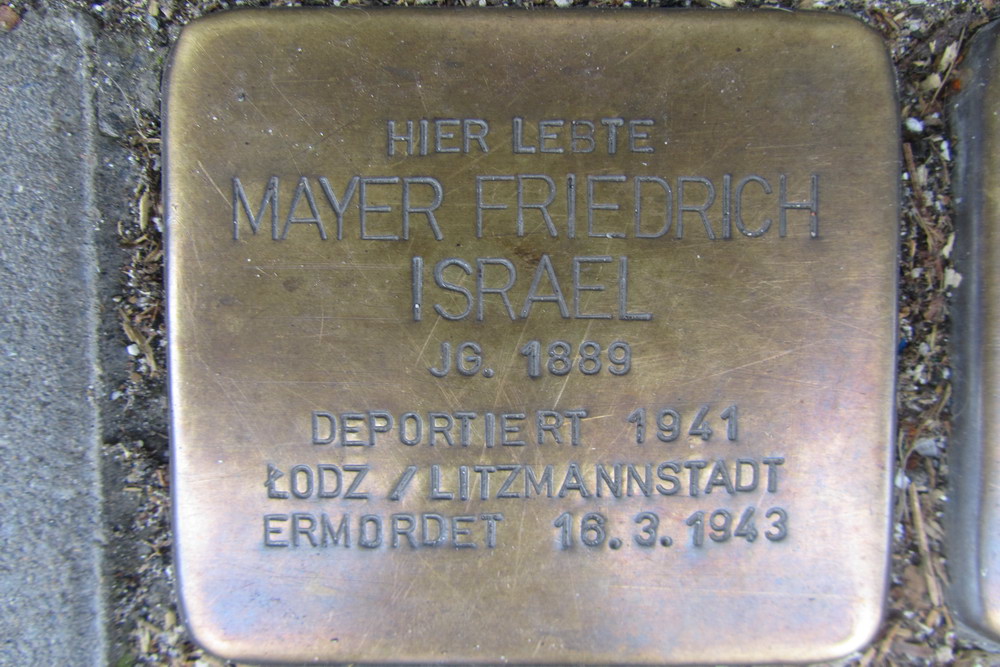 HIER LEBTE
MAYER FRIEDRICH
ISRAEL
JG. 1889
DEPORTIERT 1941
ŁODZ / LITZMANNSTADT
ERMORDET 16.3.1943